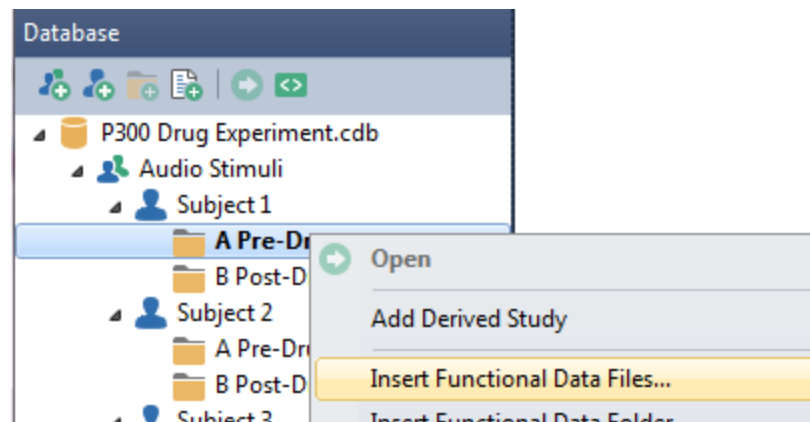 Database
P300 Drug Experiment.cdb
Audio Stimuli
Subject 1
A Pre-Dr
Open
B Post-D
Add Derived Study
Subject 2
A Pre-Dru
Insert Functional Data Files...
B Post-D
Subject 3
Insert Functional Data Folder